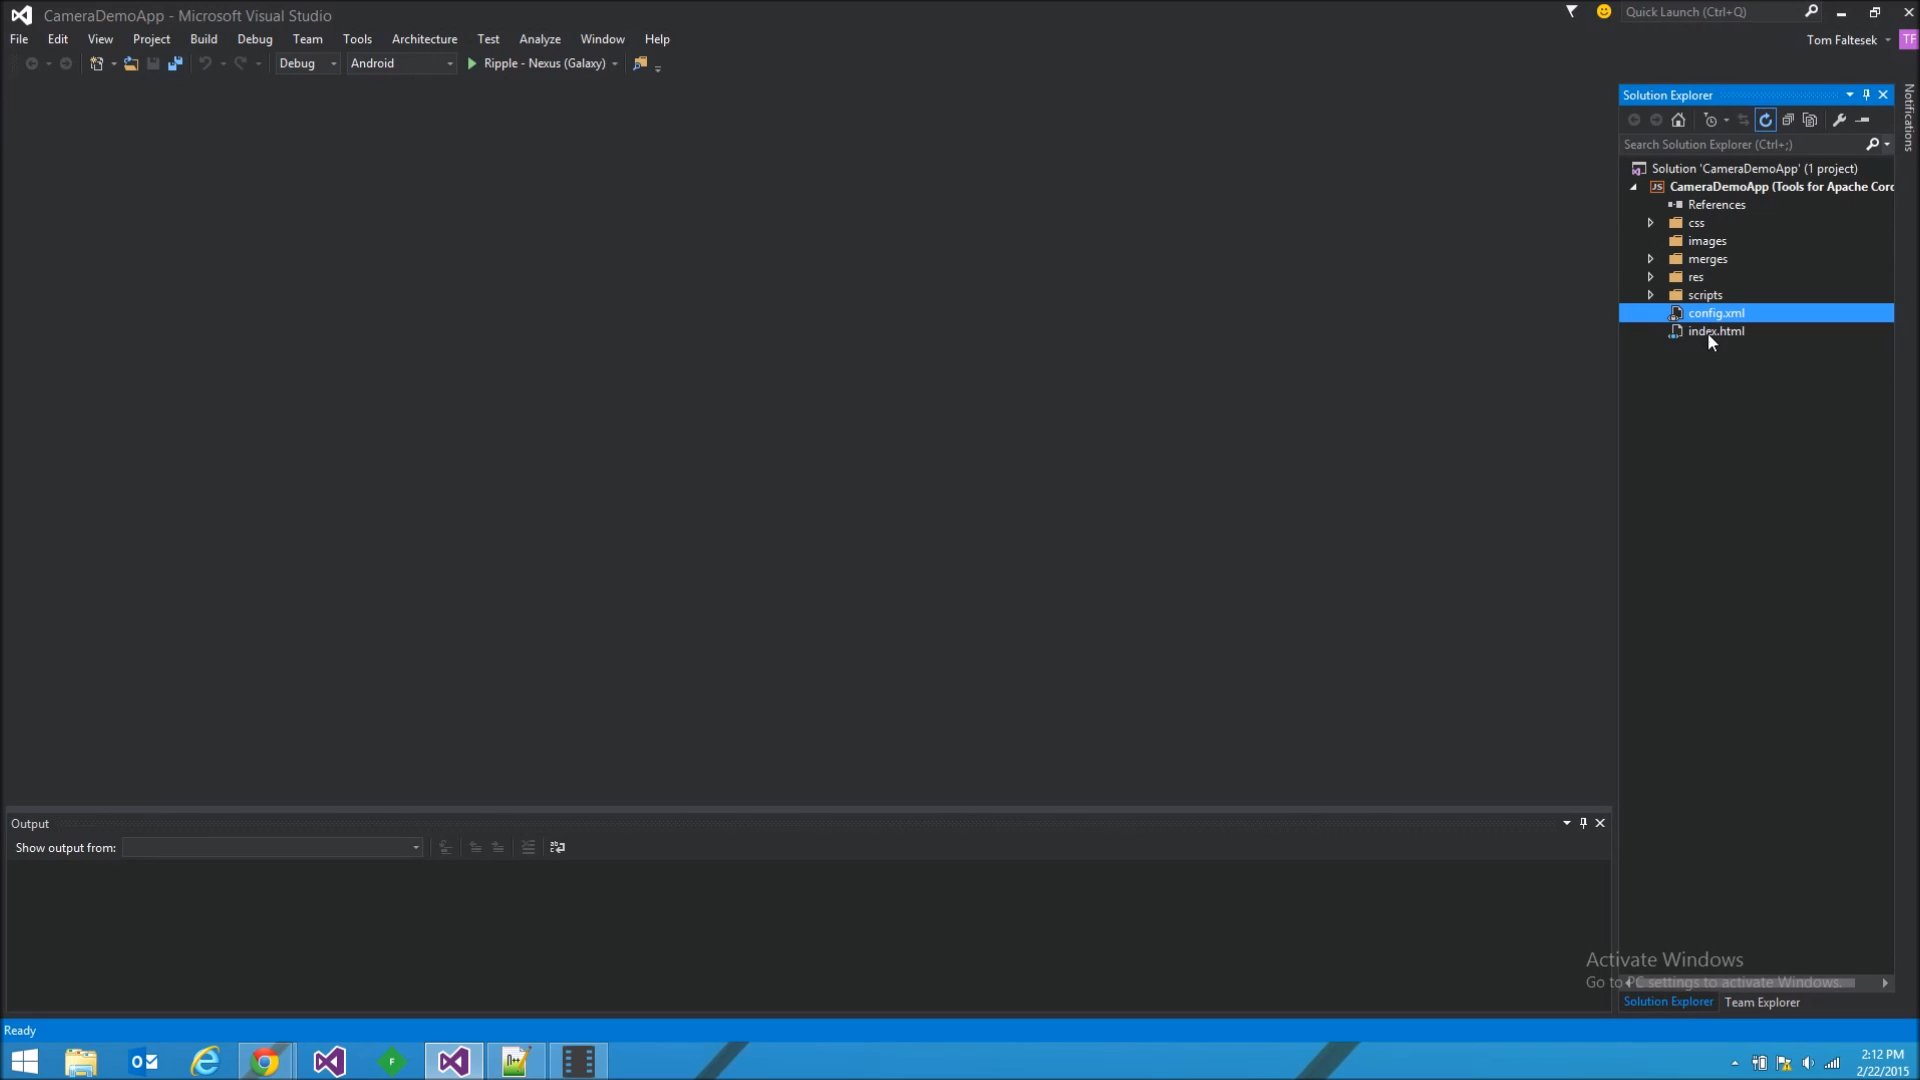 CameraDemoApp - Microsoft Visual Studio
Quick Launch (Ctrl+Q)
File Edit View Project Build Debug Team Tools Architecture Test Analyze Window Help
Tom Faltesek TF
Debug Android Ripple - Nexus (Galaxy)
Notifications
Solution Explorer
Search Solution Explorer (Ctrl+;)
Solution 'CameraDemoApp' (1 project)
JS CameraDemoApp (Tools for Apache Cord
References
css
images
merges
res
scripts
config.xml
index.html
Output
Show output from:
Activate Windows
Go to PC settings to activate Windows.
Solution Explorer Team Explorer
Ready
2:12 PM
2/22/2015